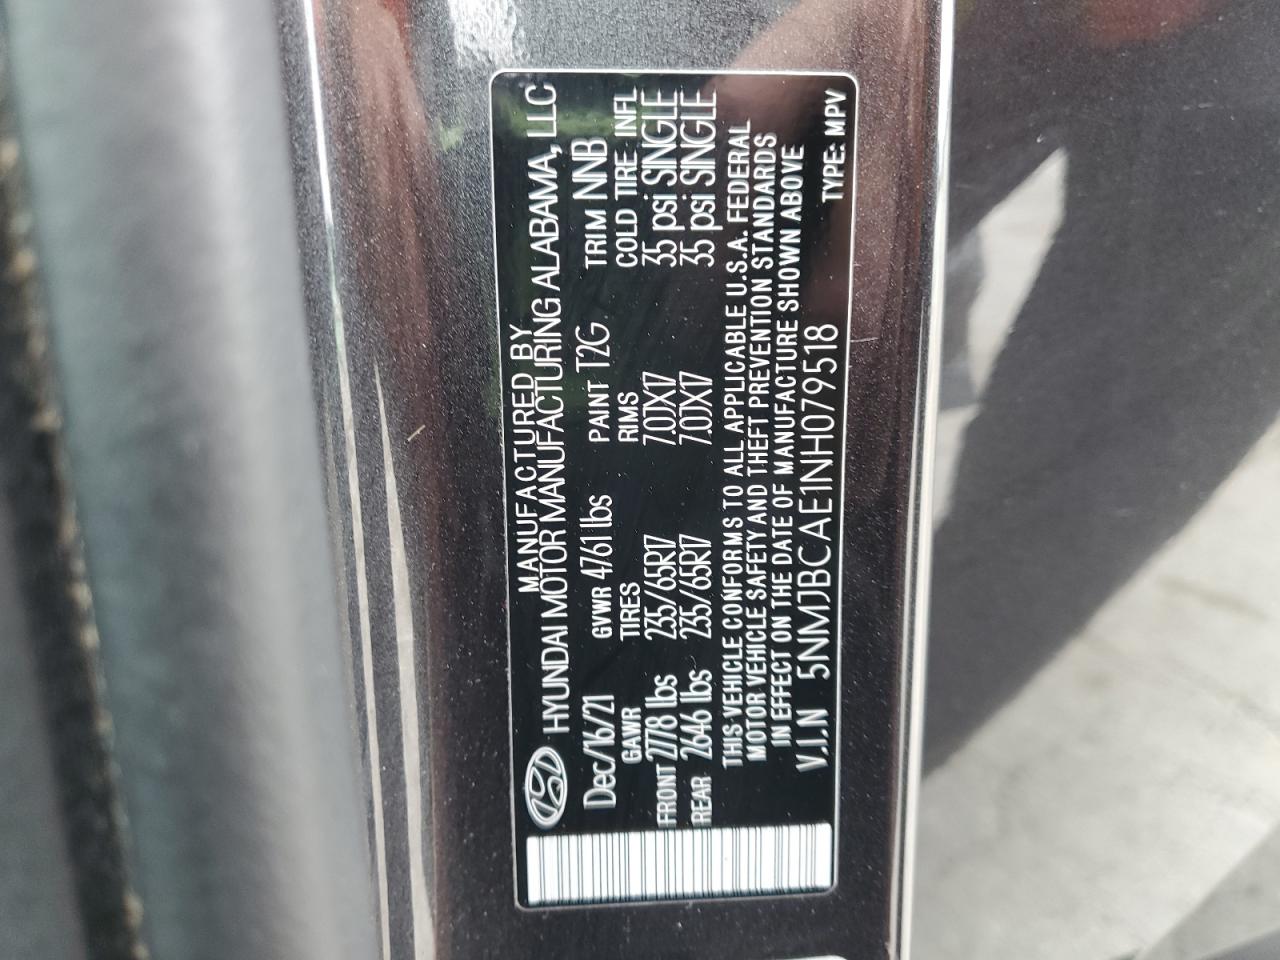 MANUFACTURED BY
HYUNDAI MOTOR MANUFACTURING ALABAMA, LLC
Dec/16/21 GVWR 4761 lbs PAINT T2G TRIM NNB
GAWR TIRES RIMS COLD TIRE INFL
FRONT 2778 lbs 235/65R17 7.0JX17 35 psi SINGLE
REAR 2646 lbs 235/65R17 7.0JX17 35 psi SINGLE
THIS VEHICLE CONFORMS TO ALL APPLICABLE U.S.A. FEDERAL
MOTOR VEHICLE SAFETY AND THEFT PREVENTION STANDARDS
IN EFFECT ON THE DATE OF MANUFACTURE SHOWN ABOVE
V.I.N 5NMJBCAE1NH079518 TYPE: MPV